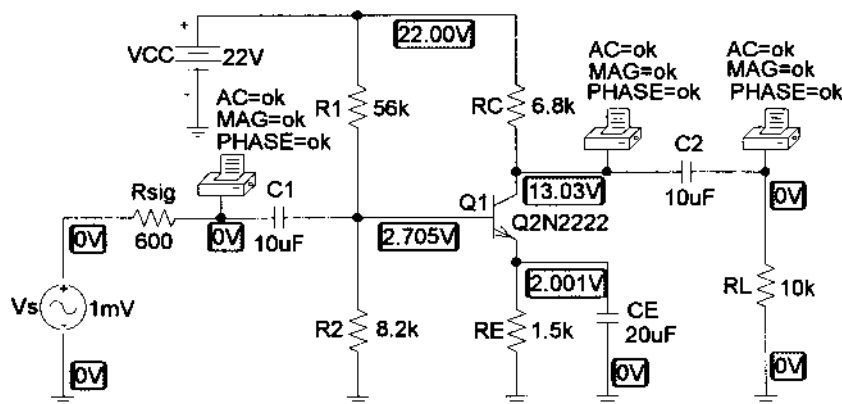 +
VCC
22V
-
22.00V
AC=ok
MAG=ok
PHASE=ok
R1
56k
RC
6.8k
AC=ok
MAG=ok
PHASE=ok
AC=ok
MAG=ok
PHASE=ok
Rsig
600
0V
0V
C1
10uF
2.705V
Q1
Q2N2222
13.03V
C2
10uF
0V
Vs
+
-
1mV
0V
R2
8.2k
2.001V
RE
1.5k
CE
20uF
0V
RL
10k
0V